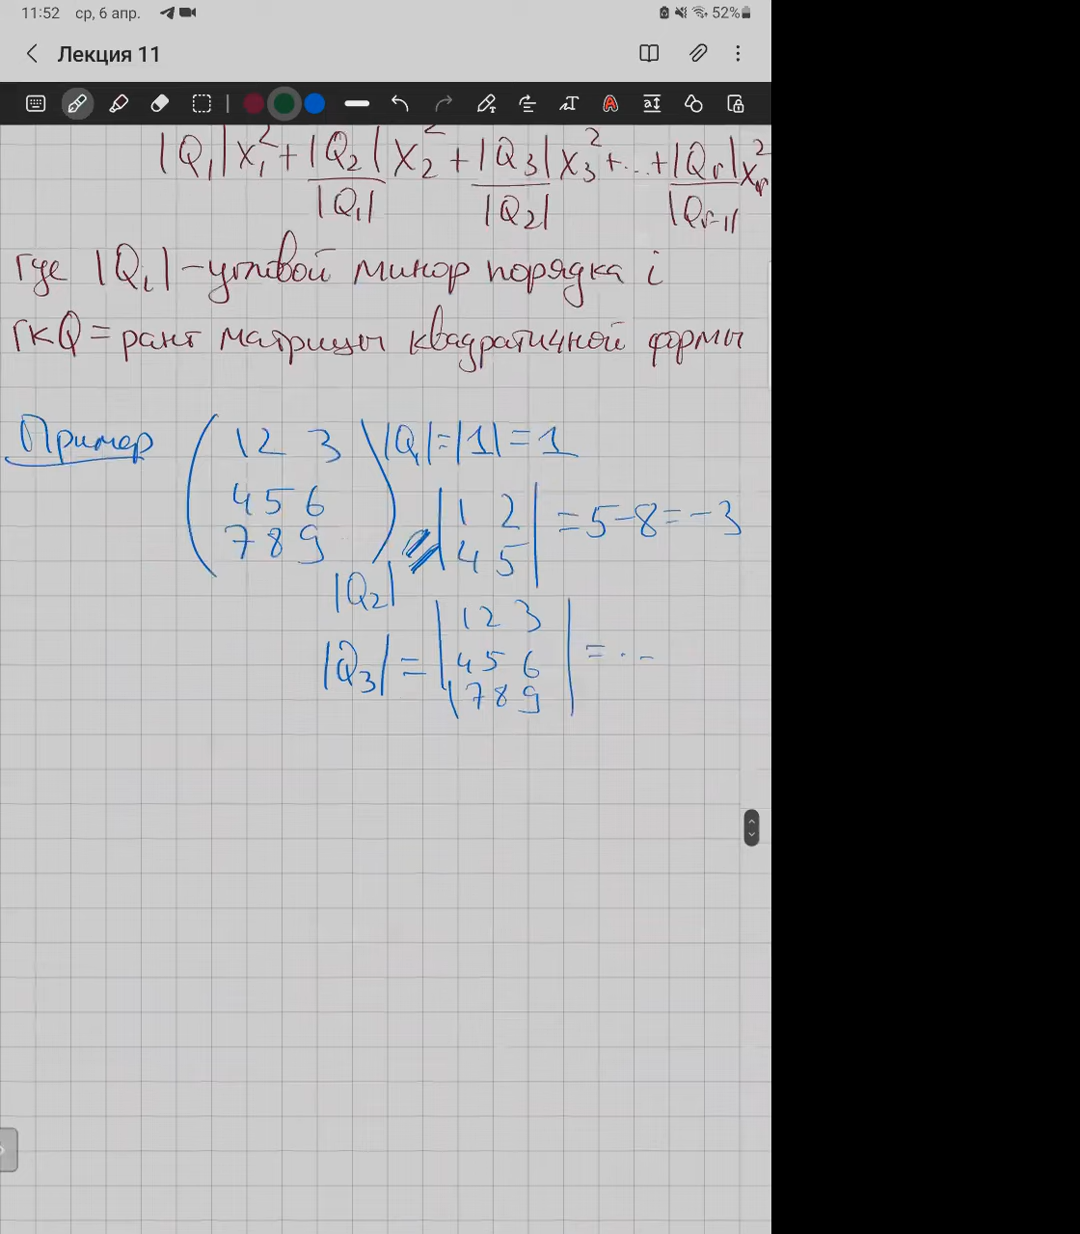 11:52 ср, 6 апр. 52%
Лекция 11
|Q₁|x₁²+|Q₂|/|Q₁| x₂²+|Q₃|/|Q₂| x₃²+...+|Qr|/|Qr-1| xr²
где |Qi| - угловой минор порядка i
rкQ = ранг матрицы квадратичной формы
Пример (1 2 3 |Q₁|=|1|=1
4 5 6
7 8 9)
|Q₂| |1 2
4 5| =5-8=-3
|Q₃| = |1 2 3
4 5 6
7 8 9| = ...